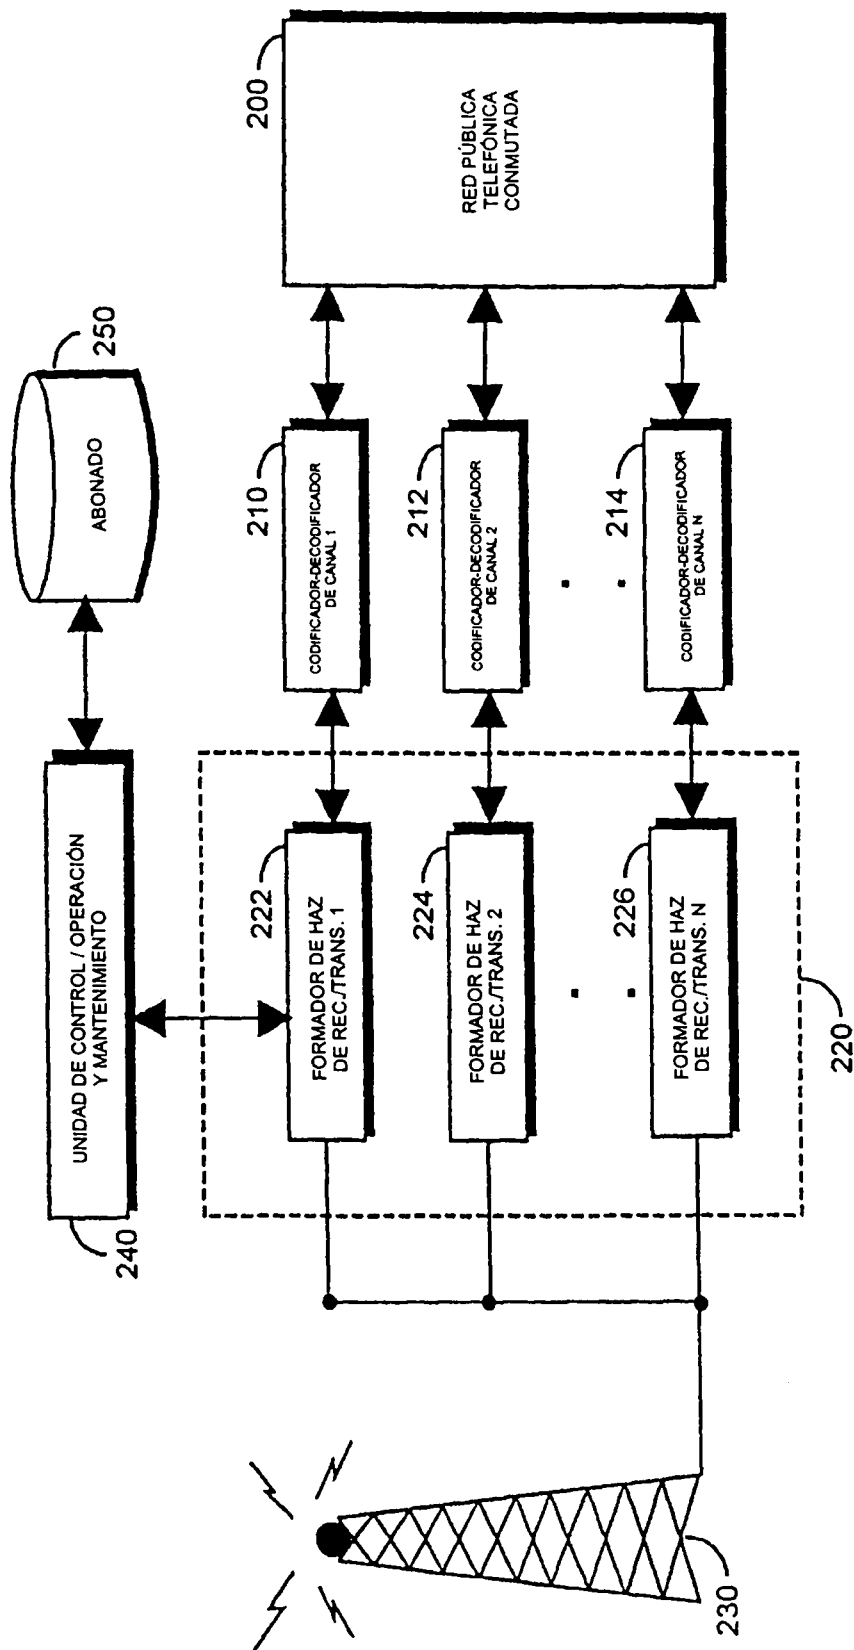 250
ABONADO
UNIDAD DE CONTROL / OPERACIÓN
Y MANTENIMIENTO
240
200
RED PÚBLICA
TELEFÓNICA
CONMUTADA
210
CODIFICADOR-DECODIFICADOR
DE CANAL 1
212
CODIFICADOR-DECODIFICADOR
DE CANAL 2
214
CODIFICADOR-DECODIFICADOR
DE CANAL N
222
FORMADOR DE HAZ
DE REC./TRANS. 1
224
FORMADOR DE HAZ
DE REC./TRANS. 2
226
FORMADOR DE HAZ
DE REC./TRANS. N
220
230